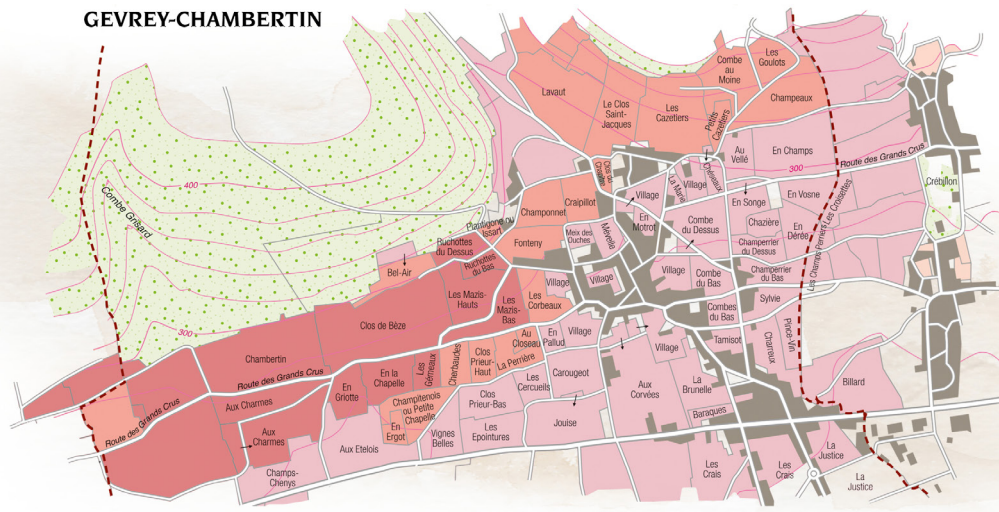 GEVREY-CHAMBERTIN
Combe Grisard
400
300
300
Lavaut
Le Clos
Saint-
Jacques
Les
Cazetiers
Combe
au
Moine
Les
Goulots
Petits
Cazetiers
Champeaux
Clos du
Chapitre
Village
La Marie
Village
Chéseaux
Au
Vellé
En Champs
Route des Grands Crus
Crébillon
Plantigone ou
Issart
Champonnet
Craipillot
En
Motrot
En Songe
En Vosne
Les Croisettes
Ruchottes
du Dessus
Fonteny
Meix des
Ouches
Mévelle
Combe
du Dessus
Chazière
En
Dérée
Champerrier
du Dessus
Les Champs Perriers
Bel-Air
Ruchottes
du Bas
Les Mazis-
Hauts
Les
Mazis-
Bas
Les
Corbeaux
Village
Village
Village
Combe
du Bas
Champerrier
du Bas
Clos de Bèze
Combes
du Bas
Sylvie
Chambertin
Route des Grands Crus
En
Griotte
En la
Chapelle
Les
Gémeaux
Cherbaudes
Clos
Prieur-
Haut
La Perrière
Au
Closeau
En
Pallud
Village
Village
Tamisot
Charraux
Pince-Vin
Route des Grands Crus
Aux Charmes
Aux
Charmes
Champitenois
ou Petite
Chapelle
En
Ergot
Clos
Prieur-Bas
Les
Cercueils
Carougeot
Aux
Corvées
La
Brunelle
Billard
Champs-
Chenys
Aux Etelois
Vignes
Belles
Les
Epointures
Jouise
Baraques
Les
Crais
Les
Crais
La
Justice
La
Justice